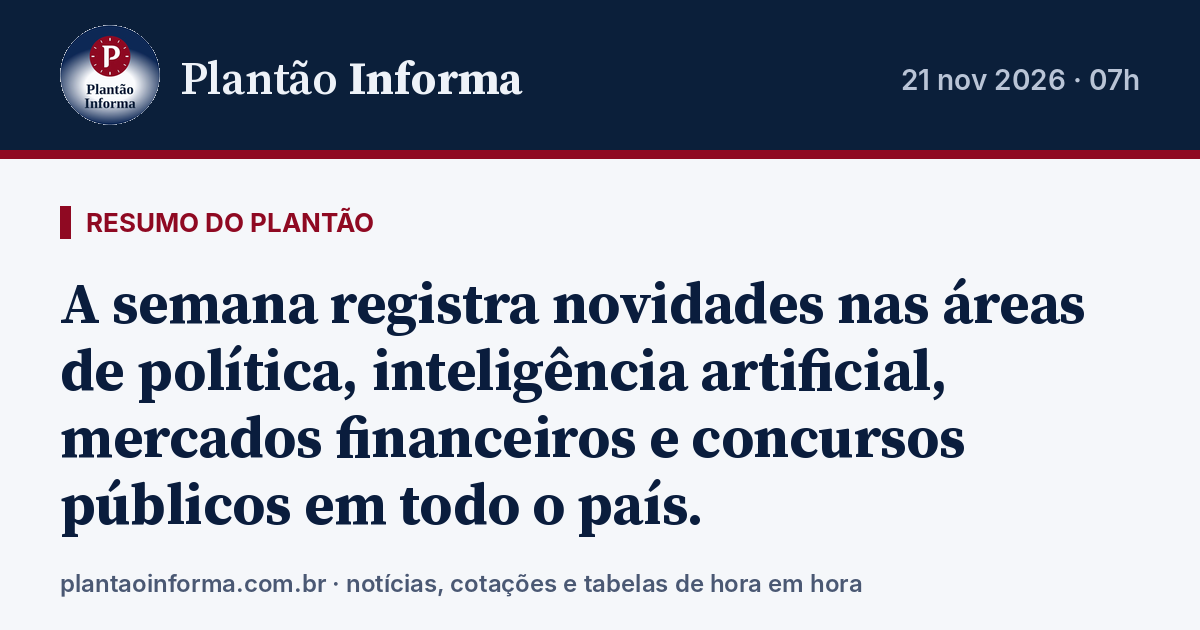 P
Plantão
Informa
Plantão Informa
21 nov 2026 · 07h
RESUMO DO PLANTÃO
A semana registra novidades nas áreas
de política, inteligência artificial,
mercados financeiros e concursos
públicos em todo o país.
plantaoinforma.com.br · notícias, cotações e tabelas de hora em hora